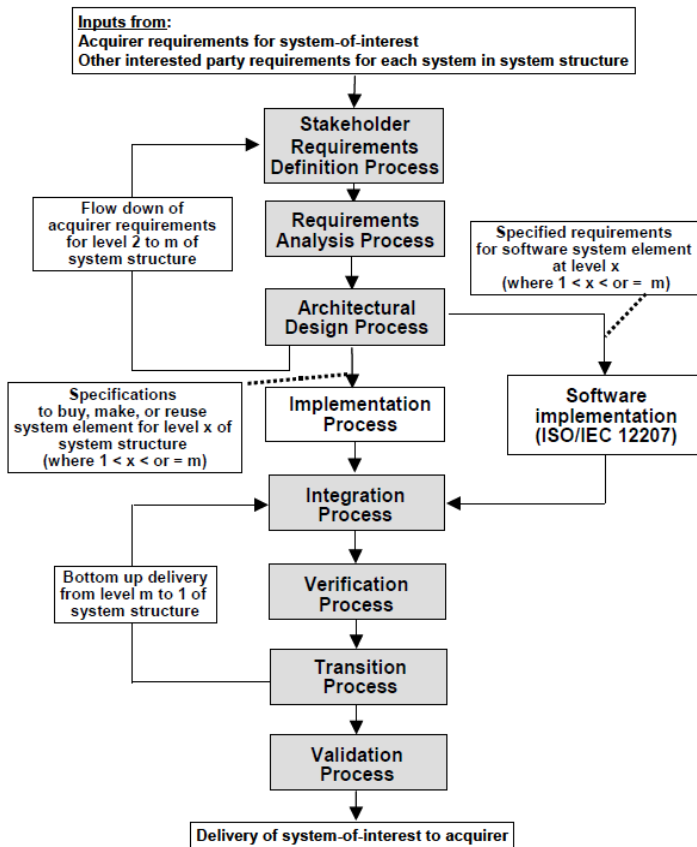 Inputs from:
Acquirer requirements for system-of-interest
Other interested party requirements for each system in system structure
Stakeholder
Requirements
Definition Process
Flow down of
acquirer requirements
for level 2 to m of
system structure
Requirements
Analysis Process
Specified requirements
for software system element
at level x
(where 1 < x < or = m)
Architectural
Design Process
Specifications
to buy, make, or reuse
system element for level x of
system structure
(where 1 < x < or = m)
Implementation
Process
Software
implementation
(ISO/IEC 12207)
Integration
Process
Bottom up delivery
from level m to 1 of
system structure
Verification
Process
Transition
Process
Validation
Process
Delivery of system-of-interest to acquirer